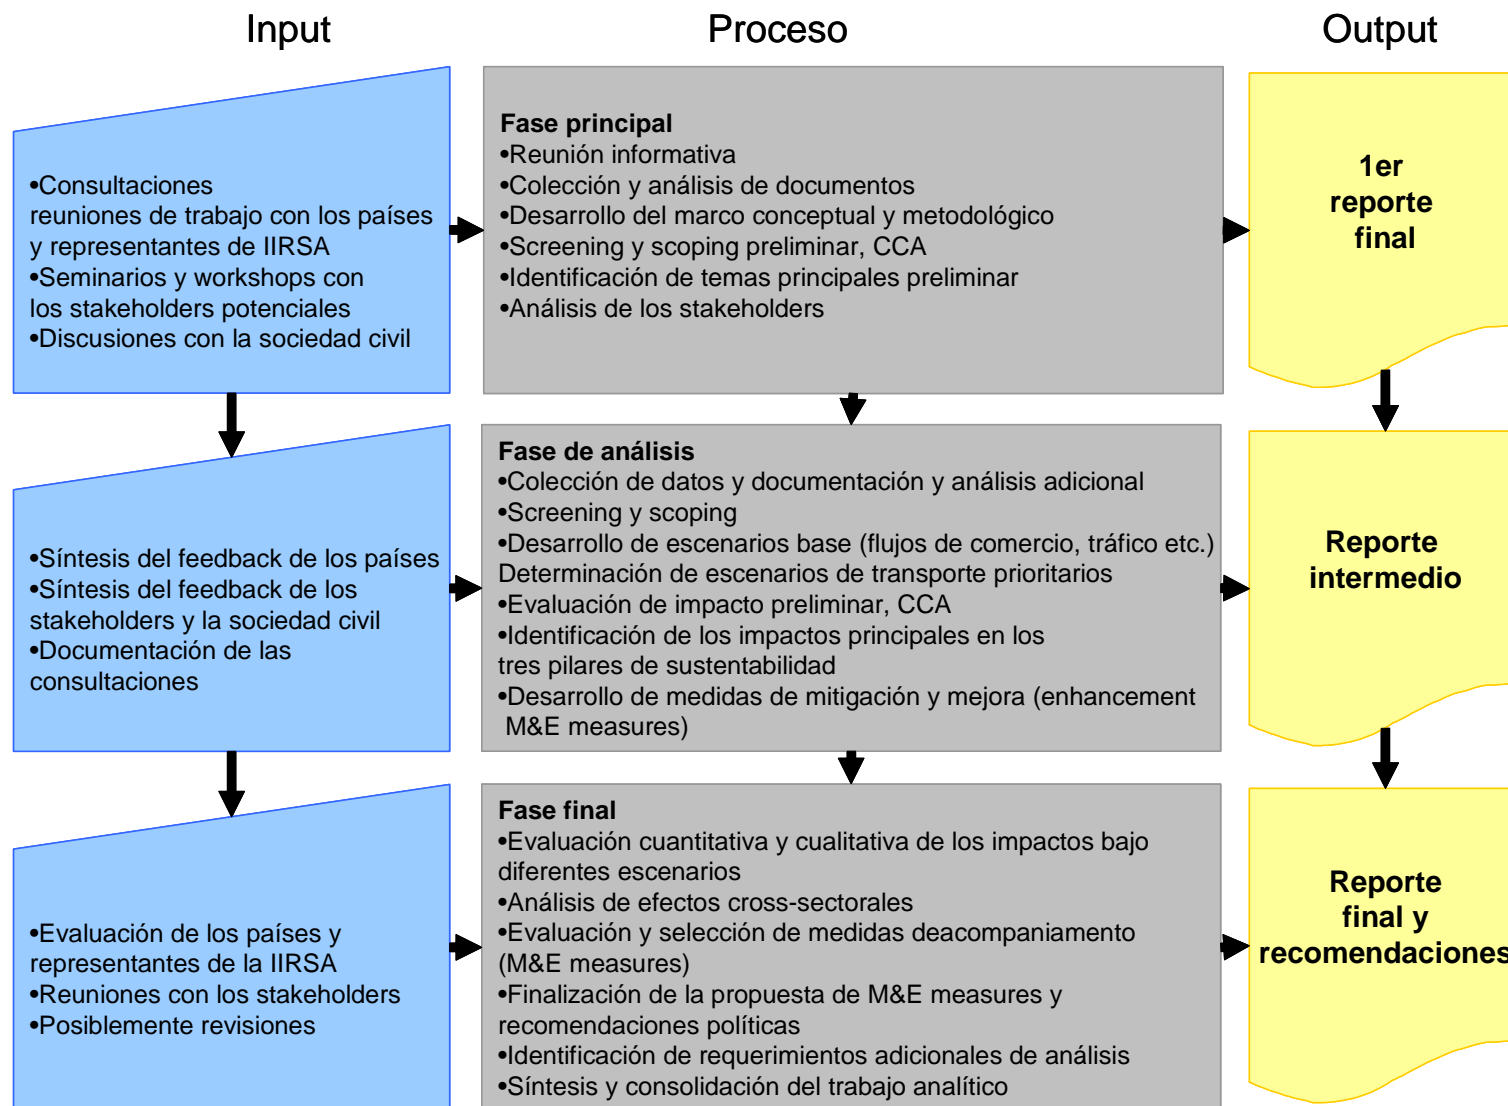 Input
Proceso
Output
•Consultaciones
reuniones de trabajo con los países
y representantes de IIRSA
•Seminarios y workshops con
los stakeholders potenciales
•Discusiones con la sociedad civil
Fase principal
•Reunión informativa
•Colección y análisis de documentos
•Desarrollo del marco conceptual y metodológico
•Screening y scoping preliminar, CCA
•Identificación de temas principales preliminar
•Análisis de los stakeholders
1er
reporte
final
•Síntesis del feedback de los países
•Síntesis del feedback de los
stakeholders y la sociedad civil
•Documentación de las
consultaciones
Fase de análisis
•Colección de datos y documentación y análisis adicional
•Screening y scoping
•Desarrollo de escenarios base (flujos de comercio, tráfico etc.)
Determinación de escenarios de transporte prioritarios
•Evaluación de impacto preliminar, CCA
•Identificación de los impactos principales en los
tres pilares de sustentabilidad
•Desarrollo de medidas de mitigación y mejora (enhancement
M&E measures)
Reporte
intermedio
•Evaluación de los países y
representantes de la IIRSA
•Reuniones con los stakeholders
•Posiblemente revisiones
Fase final
•Evaluación cuantitativa y cualitativa de los impactos bajo
diferentes escenarios
•Análisis de efectos cross-sectorales
•Evaluación y selección de medidas deacompaniamento
(M&E measures)
•Finalización de la propuesta de M&E measures y
recomendaciones políticas
•Identificación de requerimientos adicionales de análisis
•Síntesis y consolidación del trabajo analítico
Reporte
final y
recomendaciones